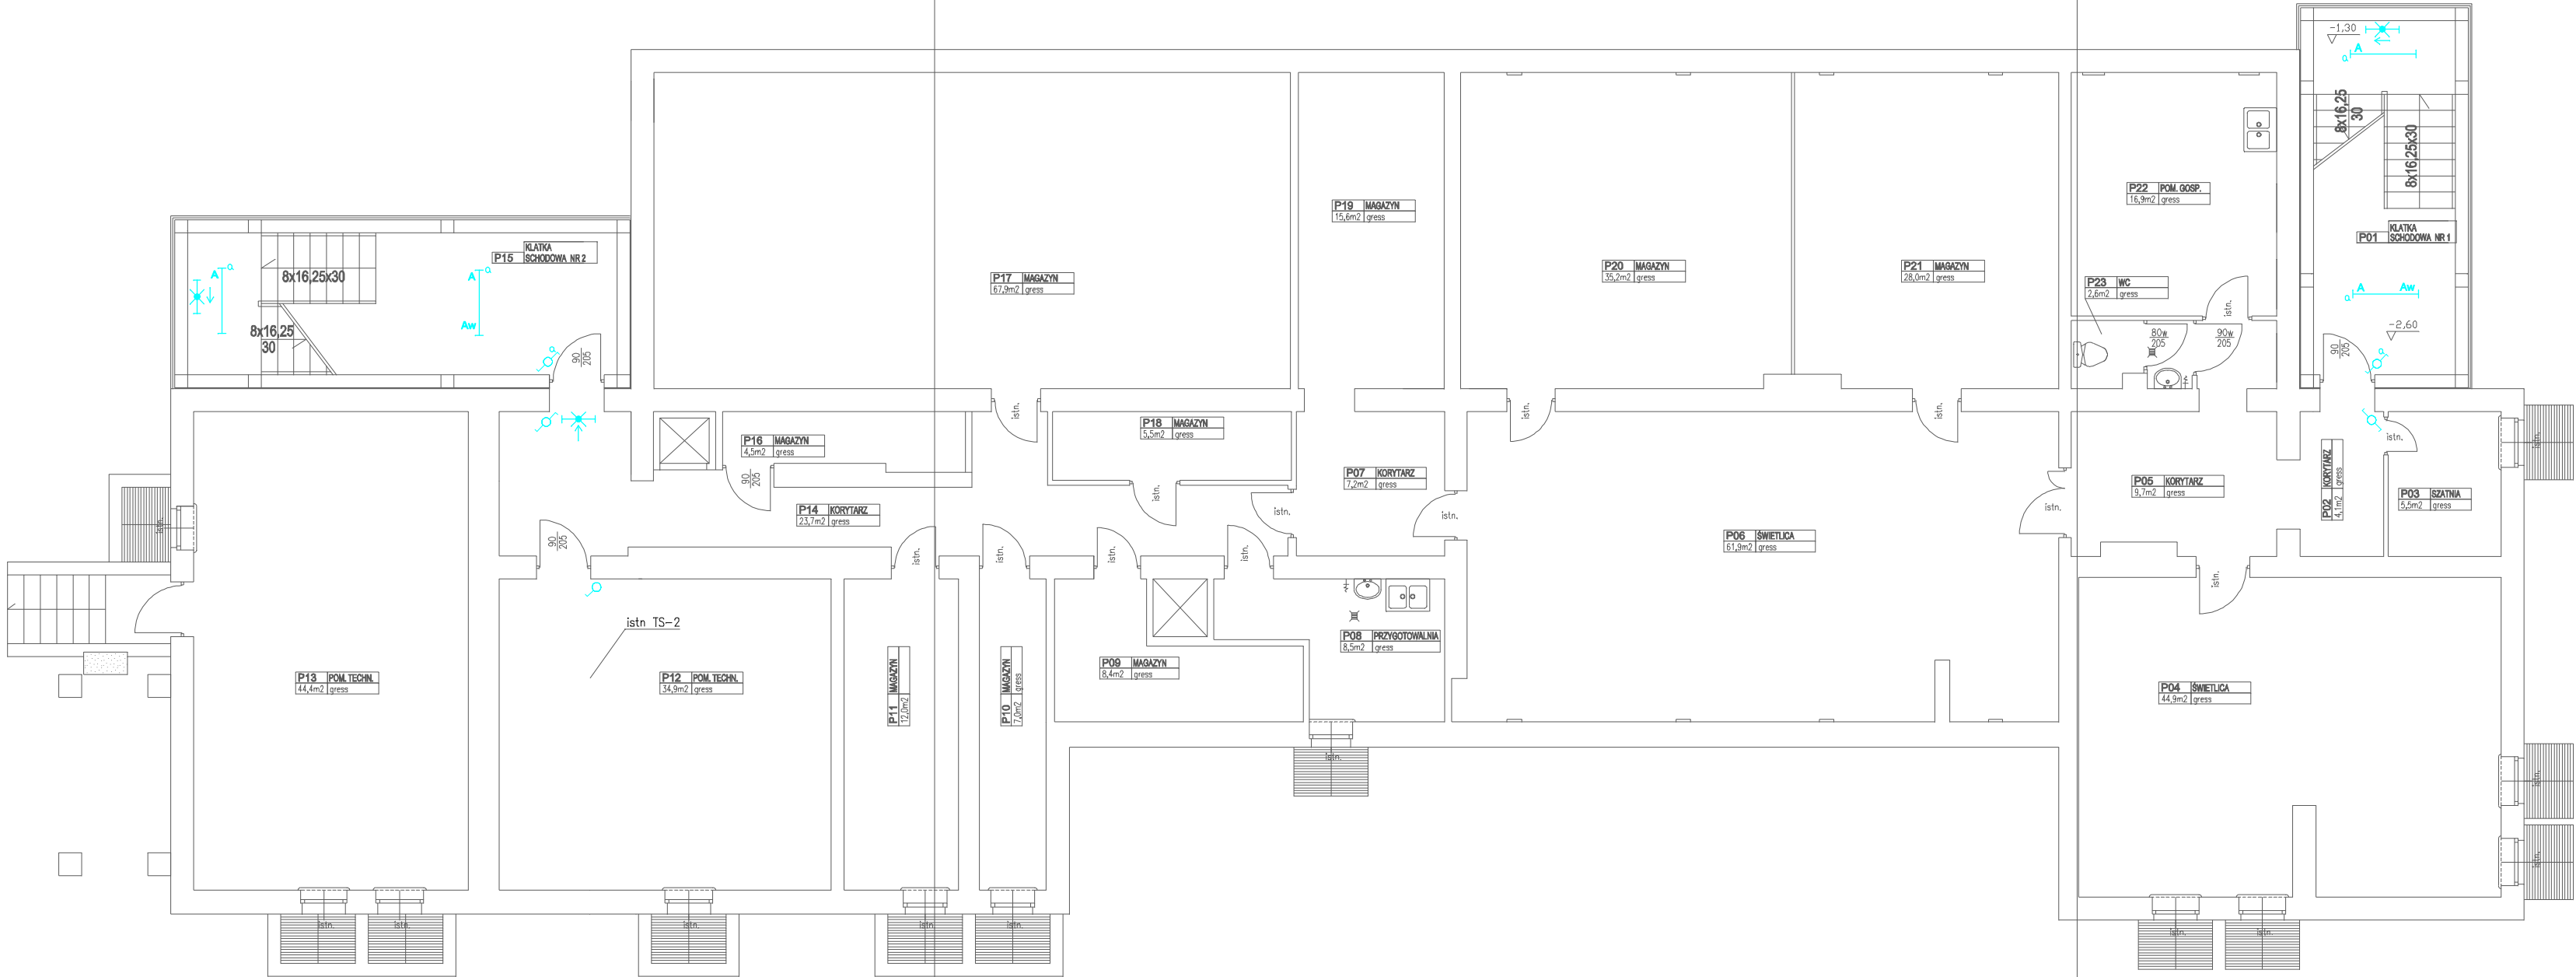 -1,30
A
a
8x16,25
30
8x16,25x30
P22 POM. GOSP.
16,9m2 gress
P19 MAGAZYN
15,6m2 gress
KLATKA
P01 SCHODOWA NR 1
KLATKA
P15 SCHODOWA NR 2
A a
8x16,25x30
A a
Aw
8x16,25
30
P17 MAGAZYN
67,9m2 gress
P20 MAGAZYN
35,2m2 gress
P21 MAGAZYN
28,0m2 gress
P23 WC
2,6m2 gress
A Aw
a
istn.
-2,60
80w
205
90w
205
90
205
a
90
205
a
istn.
istn.
istn.
P16 MAGAZYN
4,5m2 gress
P18 MAGAZYN
5,5m2 gress
istn.
istn.
90
205
P07 KORYTARZ
7,2m2 gress
P05 KORYTARZ
9,7m2 gress
P02 KORYTARZ
4,1m2 gress
P03 SZATNIA
5,5m2 gress
istn.
P14 KORYTARZ
23,7m2 gress
istn.
istn.
istn.
istn.
P06 ŚWIETLICA
61,9m2 gress
90
205
istn.
istn.
istn.
istn.
istn.
istn TS-2
P08 PRZYGOTOWALNIA
8,5m2 gress
P09 MAGAZYN
8,4m2 gress
P13 POM. TECHN.
44,4m2 gress
P12 POM. TECHN.
34,9m2 gress
P11 MAGAZYN
12,0m2
P10 MAGAZYN
7,0m2 gress
P04 ŚWIETLICA
44,9m2 gress
istn.
istn.
istn.
istn.
istn.
istn.
istn.
istn.
istn.
istn.